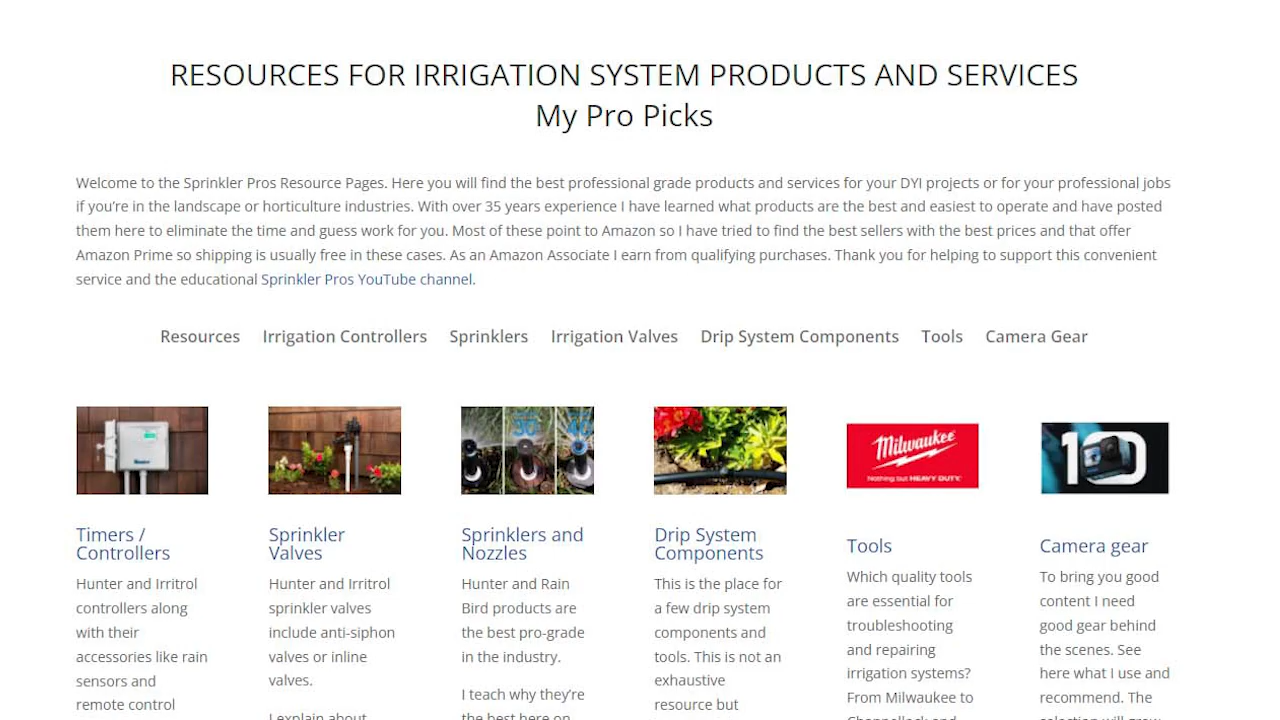 RESOURCES FOR IRRIGATION SYSTEM PRODUCTS AND SERVICES
My Pro Picks
Welcome to the Sprinkler Pros Resource Pages. Here you will find the best professional grade products and services for your DYI projects or for your professional jobs
if you're in the landscape or horticulture industries. With over 35 years experience I have learned what products are the best and easiest to operate and have posted
them here to eliminate the time and guess work for you. Most of these point to Amazon so I have tried to find the best sellers with the best prices and that offer
Amazon Prime so shipping is usually free in these cases. As an Amazon Associate I earn from qualifying purchases. Thank you for helping to support this convenient
service and the educational Sprinkler Pros YouTube channel.
Resources Irrigation Controllers Sprinklers Irrigation Valves Drip System Components Tools Camera Gear
30
40
Milwaukee
Nothing but HEAVY DUTY.
10
Timers /
Controllers
Hunter and Irritrol
controllers along
with their
accessories like rain
sensors and
remote control
Sprinkler
Valves
Hunter and Irritrol
sprinkler valves
include anti-siphon
valves or inline
valves.
I explain about
Sprinklers and
Nozzles
Hunter and Rain
Bird products are
the best pro-grade
in the industry.
I teach why they're
the best here on
Drip System
Components
This is the place for
a few drip system
components and
tools. This is not an
exhaustive
resource but
Tools
Which quality tools
are essential for
troubleshooting
and repairing
irrigation systems?
From Milwaukee to
Channellock and
Camera gear
To bring you good
content I need
good gear behind
the scenes. See
here what I use and
recommend. The
selection will grow